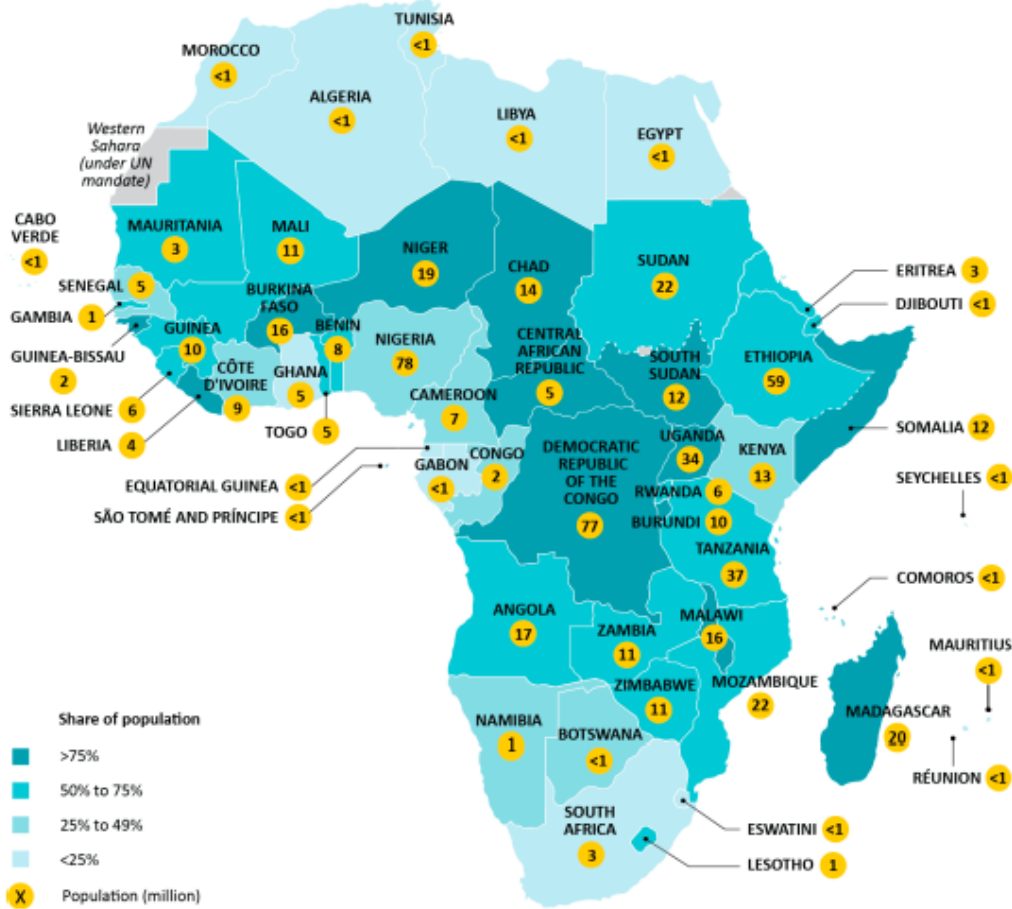 TUNISIA
<1
MOROCCO
<1
ALGERIA
<1
LIBYA
<1
EGYPT
<1
Western
Sahara
(under UN
mandate)
CABO
VERDE
<1
MAURITANIA
3
MALI
11
NIGER
19
CHAD
14
SUDAN
22
ERITREA 3
DJIBOUTI <1
SENEGAL 5
GAMBIA 1
BURKINA
FASO
16
BENIN
8
GUINEA
10
GUINEA-BISSAU
2
NIGERIA
78
CENTRAL
AFRICAN
REPUBLIC
5
SOUTH
SUDAN
12
ETHIOPIA
59
CÔTE
D'IVOIRE
9
GHANA
5
SIERRA LEONE 6
LIBERIA 4
TOGO 5
CAMEROON
7
SOMALIA 12
UGANDA
34
KENYA
13
DEMOCRATIC
REPUBLIC
OF THE
CONGO
77
EQUATORIAL GUINEA <1
SÃO TOMÉ AND PRÍNCIPE <1
GABON
<1
CONGO
2
SEYCHELLES <1
RWANDA 6
BURUNDI 10
TANZANIA
37
COMOROS <1
ANGOLA
17
ZAMBIA
11
MALAWI
16
MAURITIUS
<1
ZIMBABWE
11
MOZAMBIQUE
22
MADAGASCAR
20
NAMIBIA
1
BOTSWANA
<1
RÉUNION <1
SOUTH
AFRICA
3
ESWATINI <1
LESOTHO 1
Share of population
>75%
50% to 75%
25% to 49%
<25%
X Population (million)